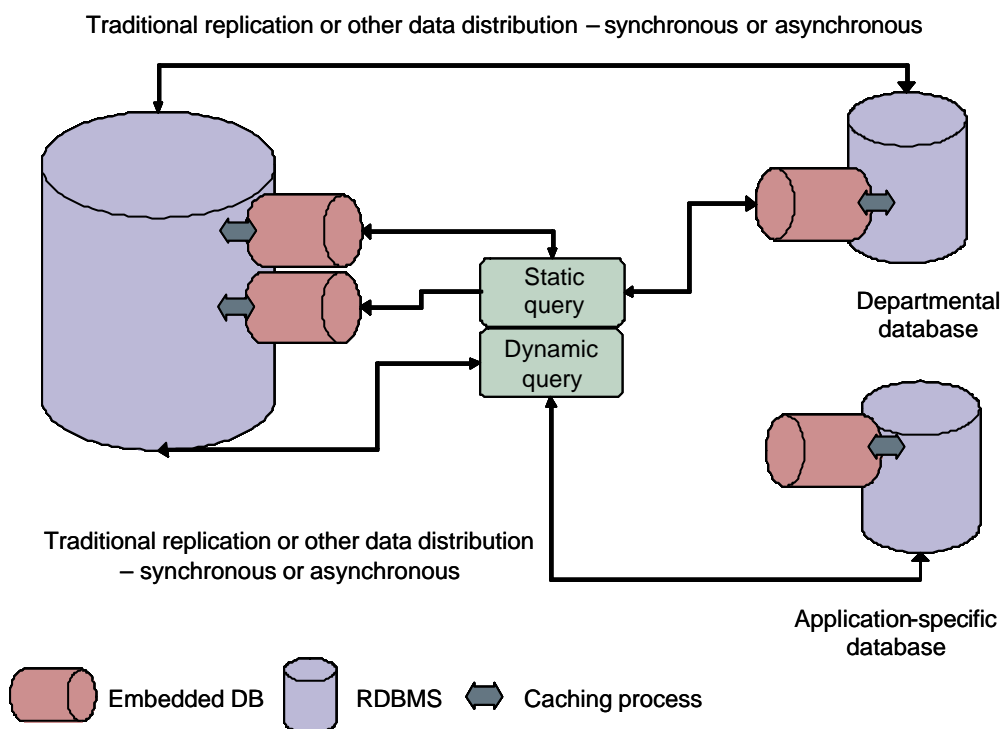 Traditional replication or other data distribution – synchronous or asynchronous
Static
query
Dynamic
query
Departmental
database
Traditional replication or other data distribution
– synchronous or asynchronous
Application-specific
database
Embedded DB
RDBMS
Caching process